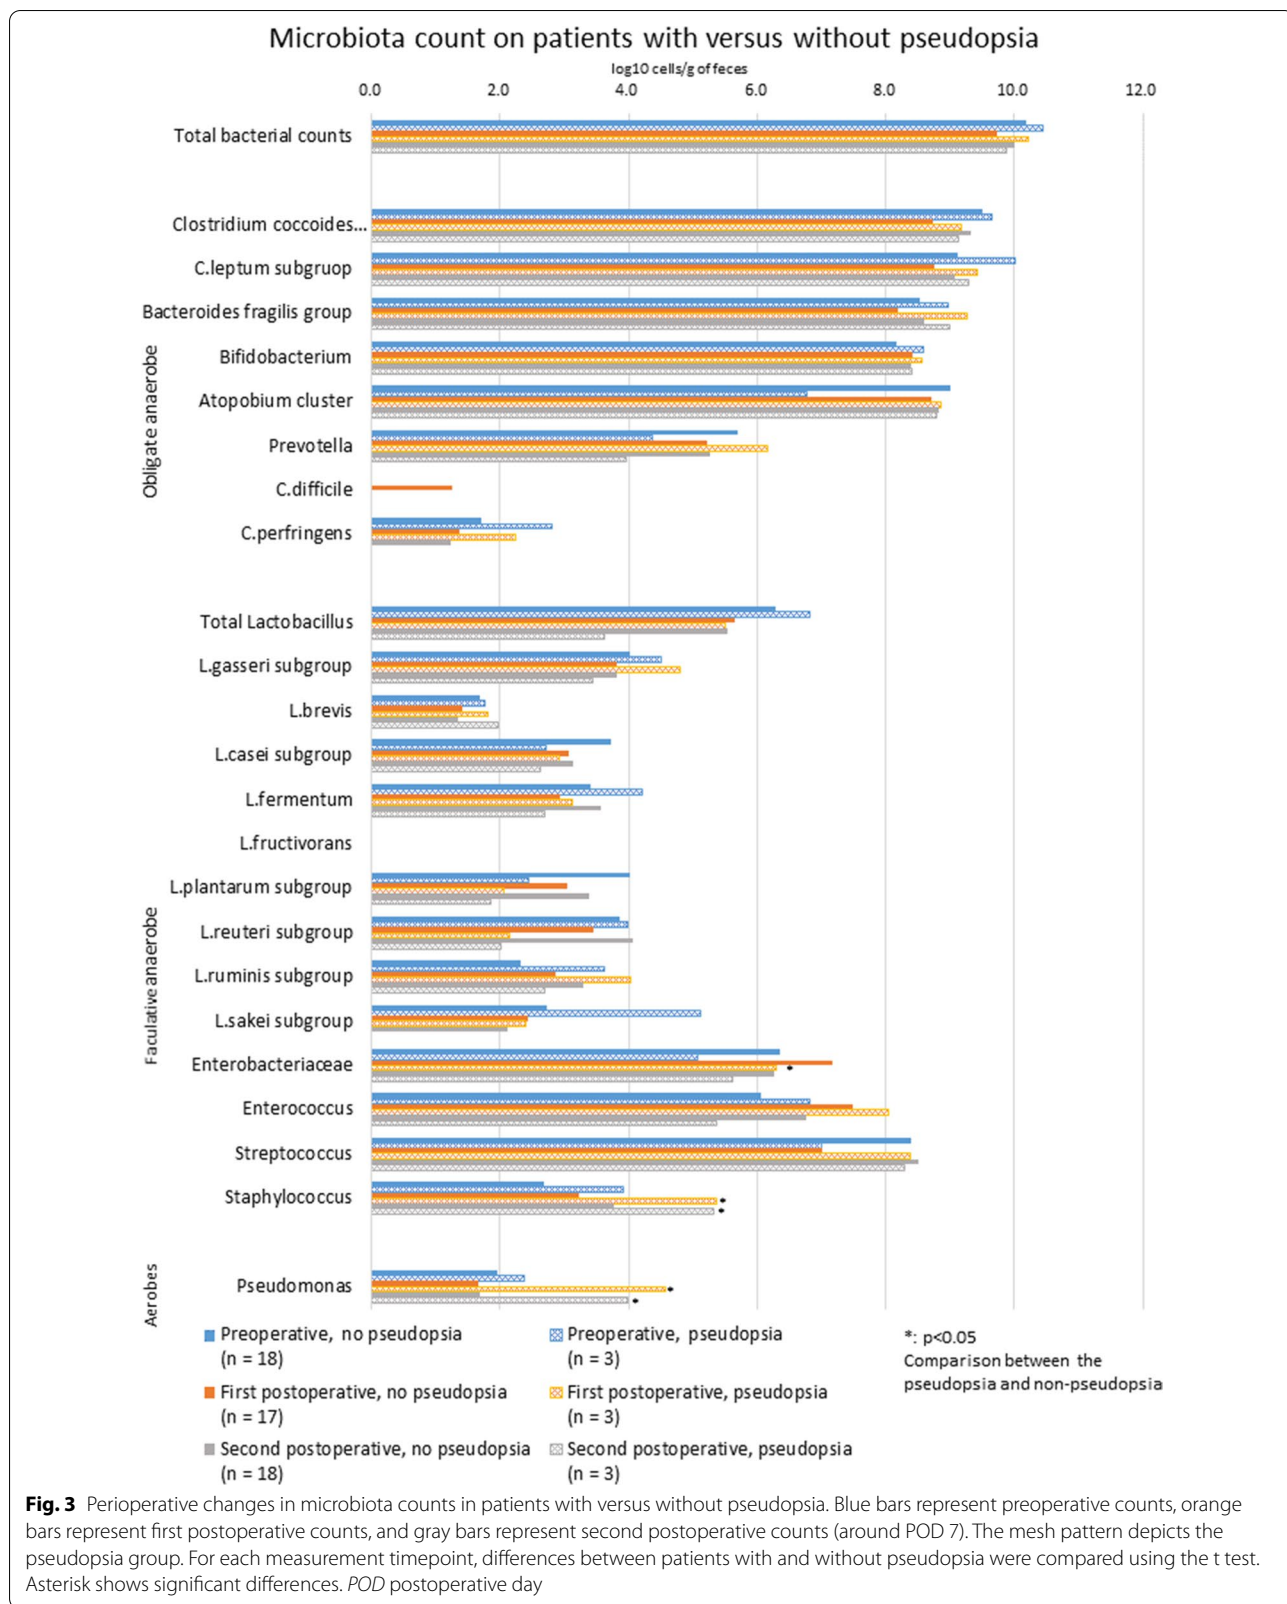 Microbiota count on patients with versus without pseudopsia
log10 cells/g of feces
0.0 2.0 4.0 6.0 8.0 10.0 12.0
Total bacterial counts
Obligate anaerobe
Clostridium coccoides...
C.leptum subgruop
Bacteroides fragilis group
Bifidobacterium
Atopobium cluster
Prevotella
C.difficile
C.perfringens
Faculative anaerobe
Total Lactobacillus
L.gasseri subgroup
L.brevis
L.casei subgroup
L.fermentum
L.fructivorans
L.plantarum subgroup
L.reuteri subgroup
L.ruminis subgroup
L.sakei subgroup
Enterobacteriaceae *
Enterococcus
Streptococcus
Staphylococcus *
*
Aerobes
Pseudomonas *
*
Preoperative, no pseudopsia
(n = 18)
Preoperative, pseudopsia
(n = 3)
First postoperative, no pseudopsia
(n = 17)
First postoperative, pseudopsia
(n = 3)
Second postoperative, no pseudopsia
(n = 18)
Second postoperative, pseudopsia
(n = 3)
*: p<0.05
Comparison between the
pseudopsia and non-pseudopsia
Fig. 3 Perioperative changes in microbiota counts in patients with versus without pseudopsia. Blue bars represent preoperative counts, orange
bars represent first postoperative counts, and gray bars represent second postoperative counts (around POD 7). The mesh pattern depicts the
pseudopsia group. For each measurement timepoint, differences between patients with and without pseudopsia were compared using the t test.
Asterisk shows significant differences. POD postoperative day